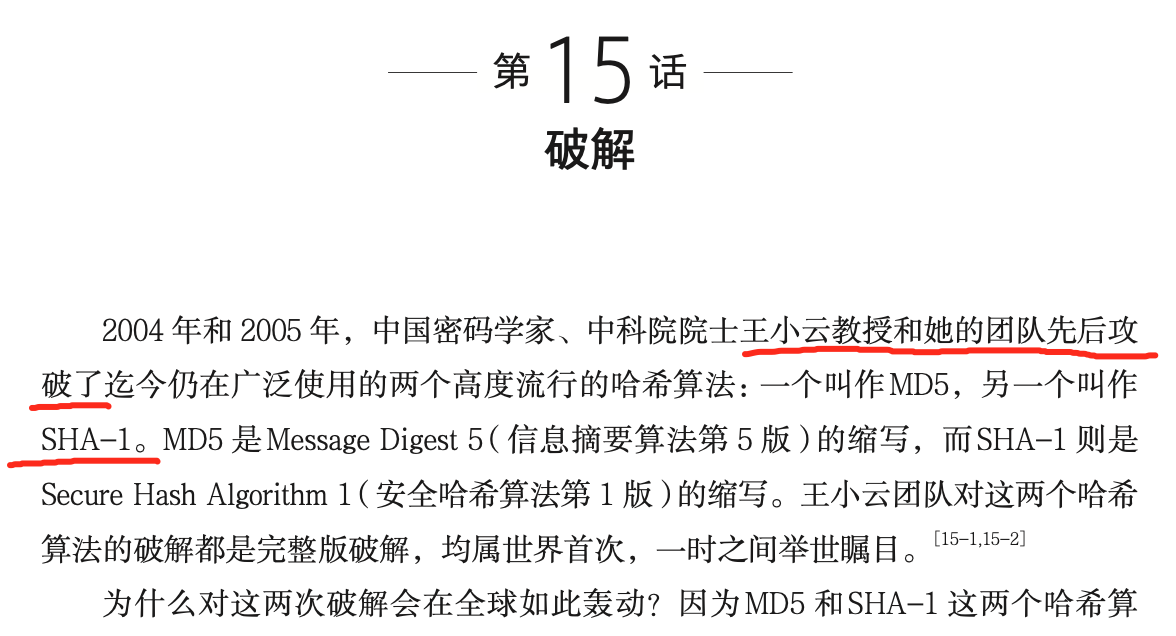 第15话
破解
2004 年和 2005 年，中国密码学家、中科院院士王小云教授和她的团队先后攻
破了迄今仍在广泛使用的两个高度流行的哈希算法：一个叫作 MD5，另一个叫作
SHA–1。MD5 是 Message Digest 5（信息摘要算法第 5 版）的缩写，而 SHA–1 则是
Secure Hash Algorithm 1（安全哈希算法第 1 版）的缩写。王小云团队对这两个哈希
算法的破解都是完整版破解，均属世界首次，一时之间举世瞩目。[15–1,15–2]
为什么对这两次破解会在全球如此轰动？因为 MD5 和 SHA–1 这两个哈希算